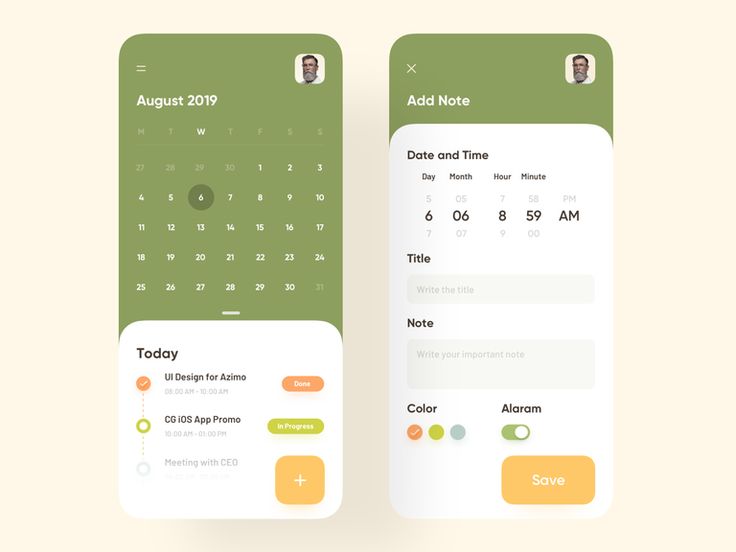 August 2019
M T W T F S S
27 28 29 30 1 2 3
4 5 6 7 8 9 10
11 12 13 14 15 16 17
18 19 20 21 22 23 24
25 26 27 28 29 30 31
Today
UI Design for Azimo
08.00 AM - 10.00 AM
Done
CG iOS App Promo
10.00 AM - 01:00 PM
In Progress
Meeting with CEO
+
Add Note
Date and Time
Day Month Hour Minute
5 05 7 58 PM
6 06 8 59 AM
7 07 9 00
Title
Write the title
Note
Write your important note
Color Alaram
Save